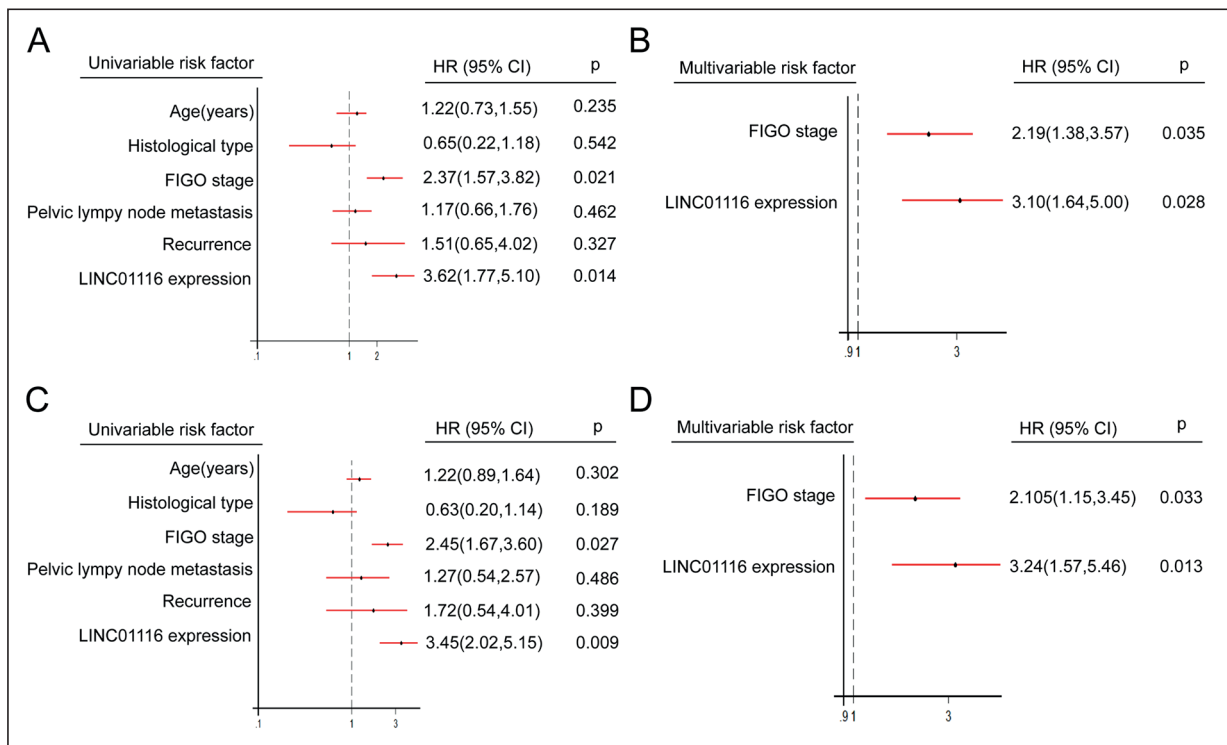 A
Univariable risk factor HR (95% CI) p
Age(years) 1.22(0.73,1.55) 0.235
Histological type 0.65(0.22,1.18) 0.542
FIGO stage 2.37(1.57,3.82) 0.021
Pelvic lympy node metastasis 1.17(0.66,1.76) 0.462
Recurrence 1.51(0.65,4.02) 0.327
LINC01116 expression 3.62(1.77,5.10) 0.014
.1 1 2
B
Multivariable risk factor HR (95% CI) p
FIGO stage 2.19(1.38,3.57) 0.035
LINC01116 expression 3.10(1.64,5.00) 0.028
.9 1 3
C
Univariable risk factor HR (95% CI) p
Age(years) 1.22(0.89,1.64) 0.302
Histological type 0.63(0.20,1.14) 0.189
FIGO stage 2.45(1.67,3.60) 0.027
Pelvic lympy node metastasis 1.27(0.54,2.57) 0.486
Recurrence 1.72(0.54,4.01) 0.399
LINC01116 expression 3.45(2.02,5.15) 0.009
.1 1 3
D
Multivariable risk factor HR (95% CI) p
FIGO stage 2.105(1.15,3.45) 0.033
LINC01116 expression 3.24(1.57,5.46) 0.013
.9 1 3